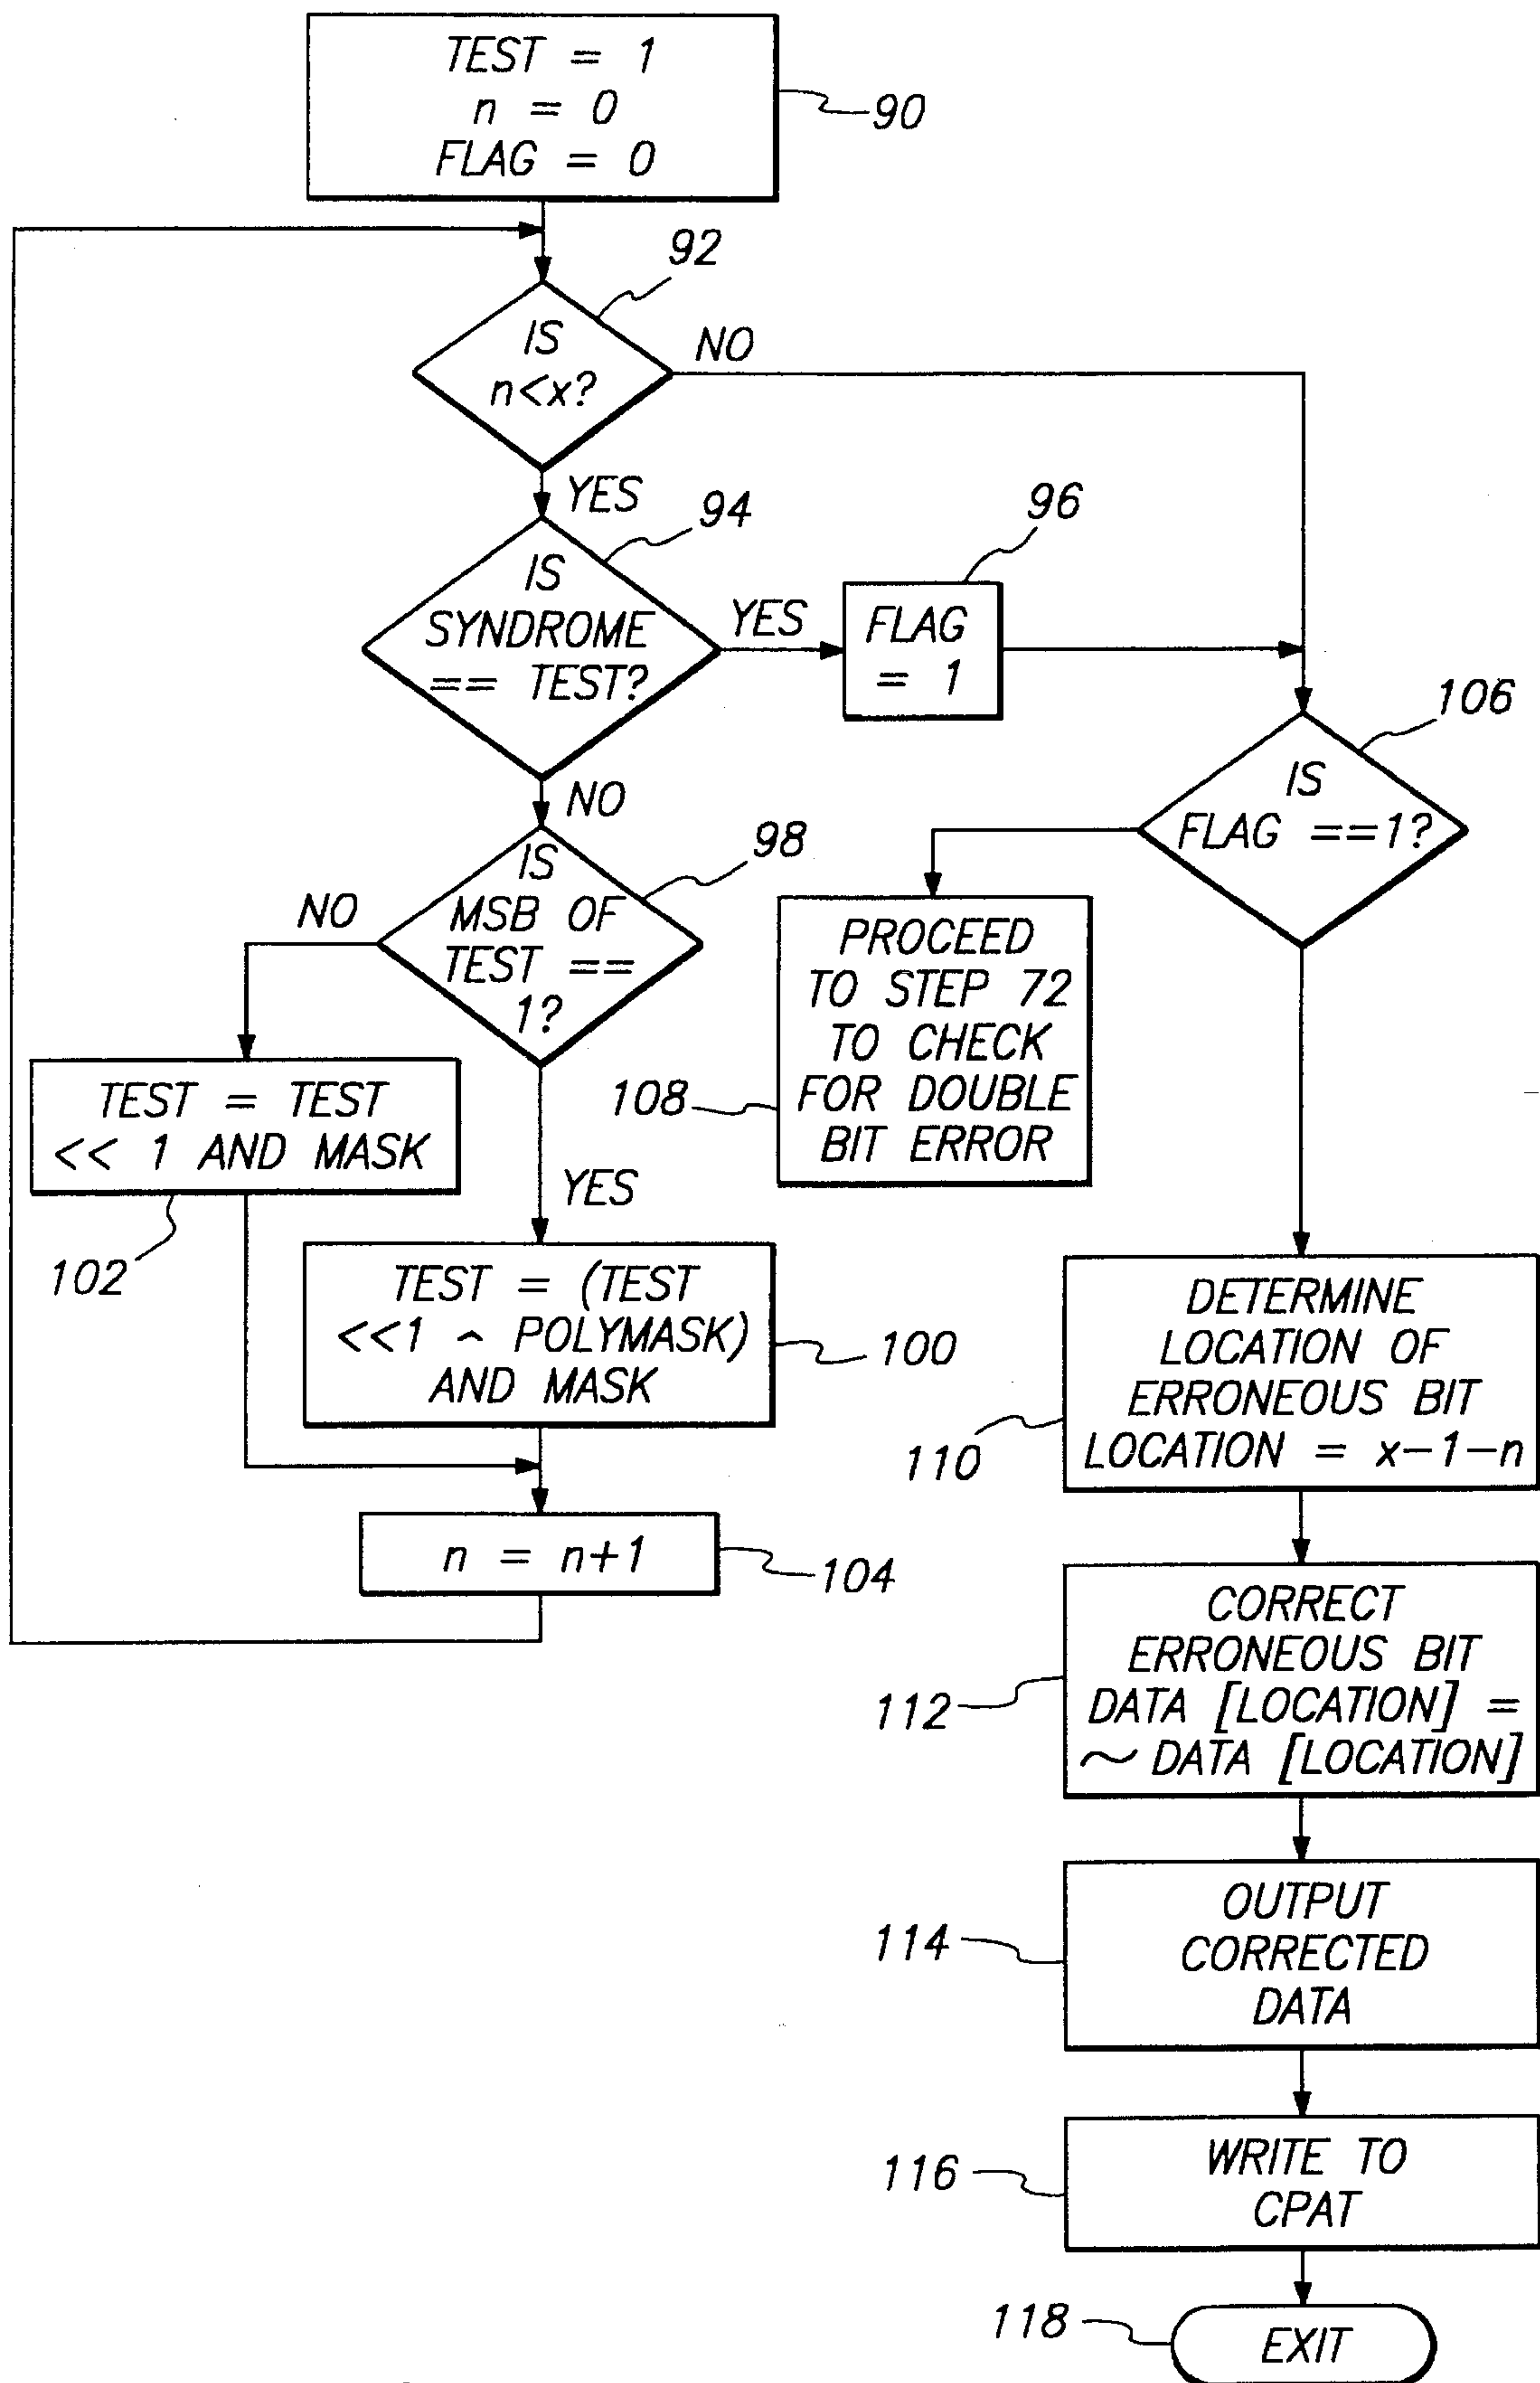 TEST = 1
n = 0
FLAG = 0
90
92
IS
n<x?
NO
YES
94
IS
SYNDROME
== TEST?
YES
96
FLAG
= 1
NO
106
IS
FLAG ==1?
98
IS
MSB OF
TEST ==
1?
NO
YES
PROCEED
TO STEP 72
TO CHECK
FOR DOUBLE
BIT ERROR
108
TEST = TEST
<< 1 AND MASK
102
TEST = (TEST
<<1 ^ POLYMASK)
AND MASK
100
n = n+1
104
DETERMINE
LOCATION OF
ERRONEOUS BIT
LOCATION = x-1-n
110
CORRECT
ERRONEOUS BIT
DATA [LOCATION] =
~ DATA [LOCATION]
112
OUTPUT
CORRECTED
DATA
114
WRITE TO
CPAT
116
EXIT
118